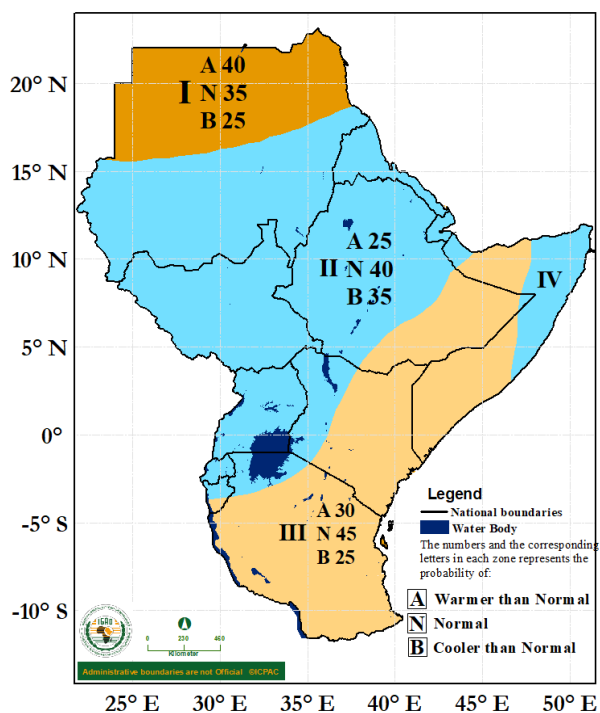 20° N
15° N
10° N
5° N
0°
-5° S
-10° S
I
A 40
N 35
B 25
II
A 25
N 40
B 35
IV
III
A 30
N 45
B 25
Legend
National boundaries
Water Body
The numbers and the corresponding
letters in each zone represents the
probability of:
A Warmer than Normal
N Normal
B Cooler than Normal
IGAD
0 230 460
Kilometer
Administrative boundaries are not Official ©ICPAC
25° E 30° E 35° E 40° E 45° E 50° E